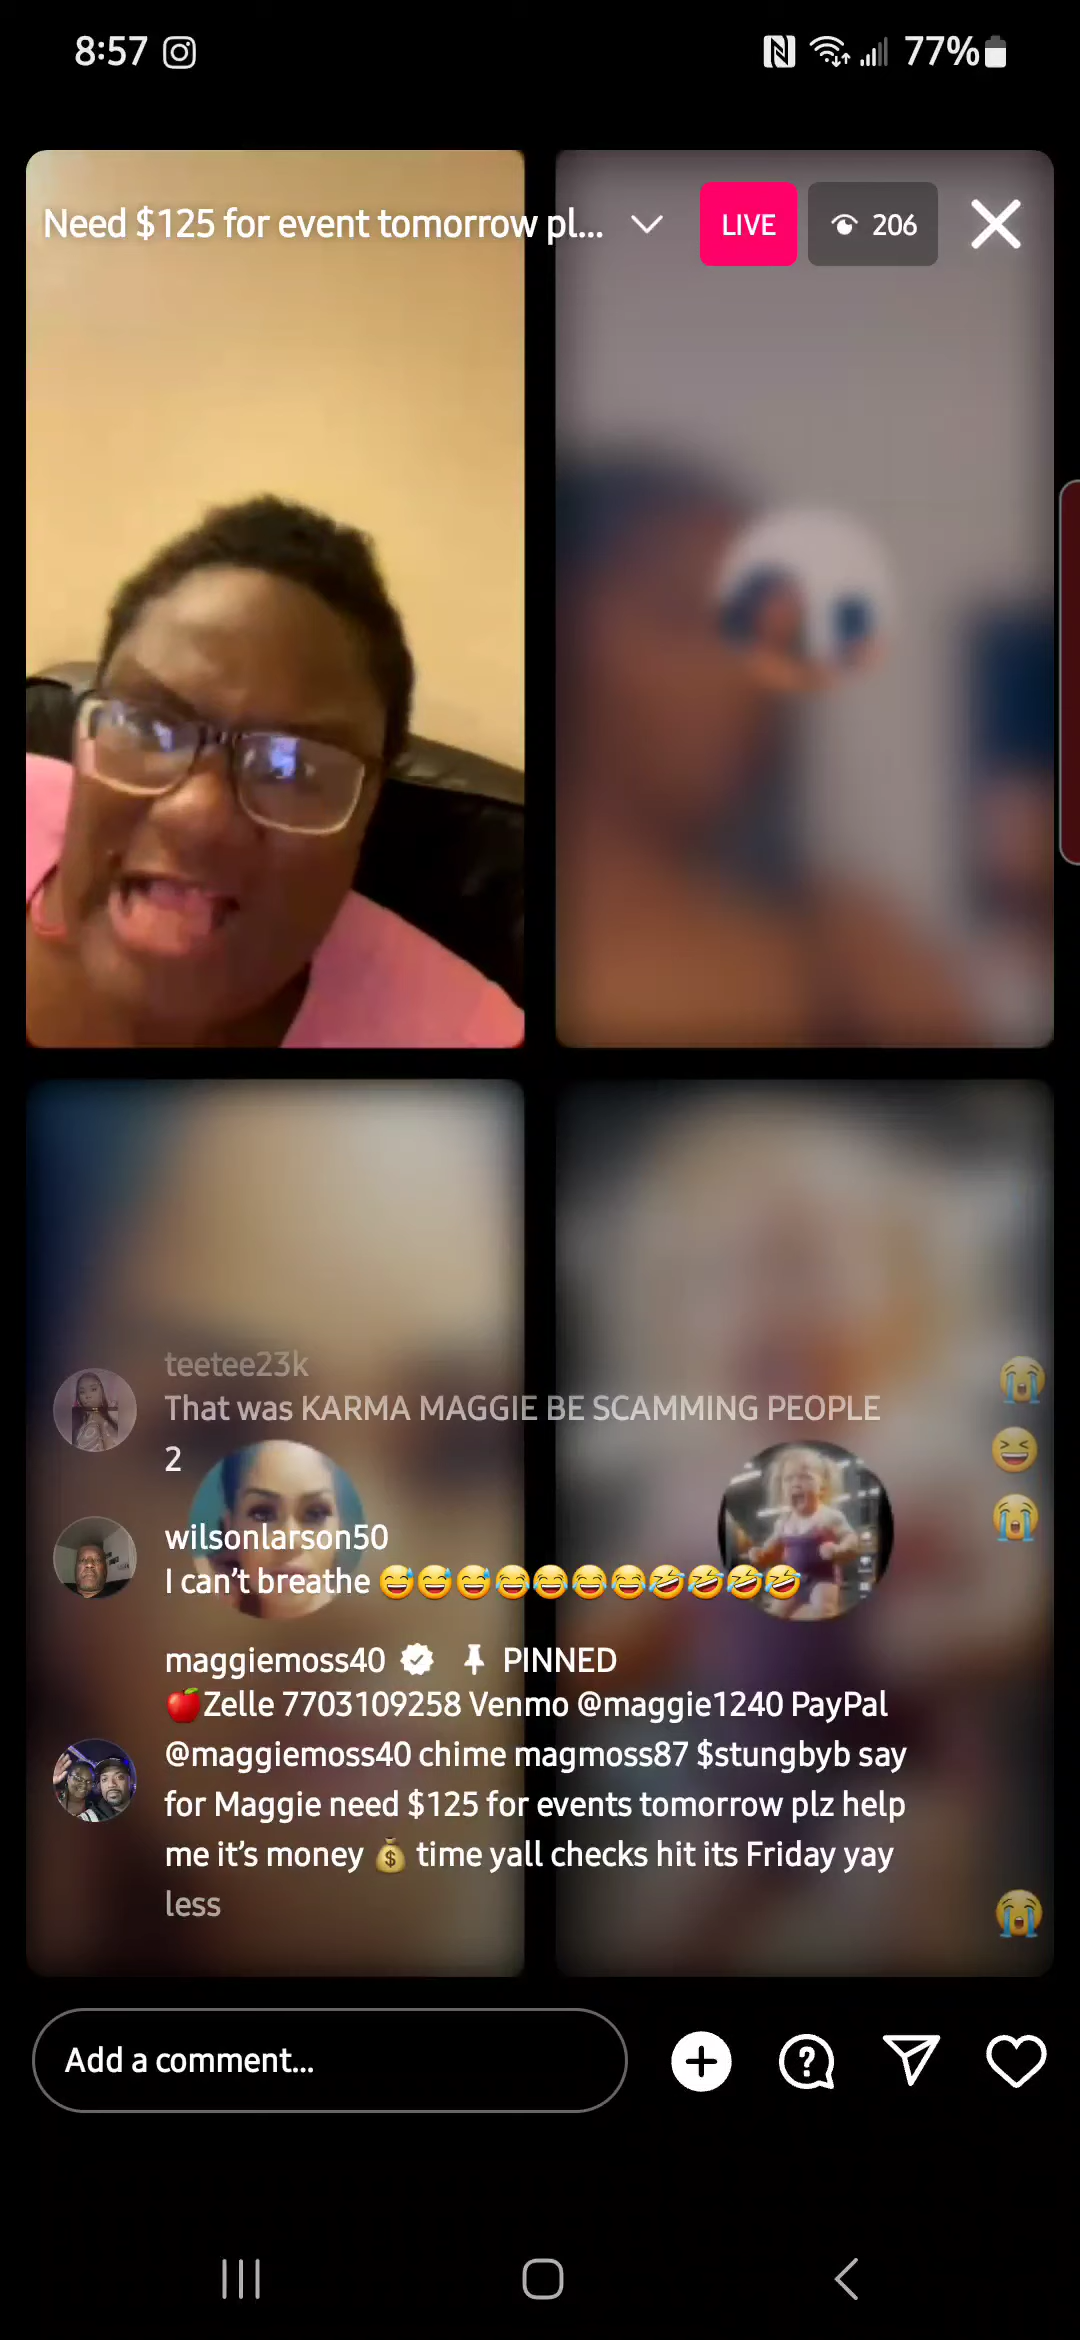 8:57
77%
Need $125 for event tomorrow pl...
LIVE
206
teetee23k
That was KARMA MAGGIE BE SCAMMING PEOPLE
2
wilsonlarson50
I can't breathe 😅😅😅😂😂😂😂🤣🤣🤣🤣
maggiemoss40 PINNED
🍎Zelle 7703109258 Venmo @maggie1240 PayPal
@maggiemoss40 chime magmoss87 $stungbyb say
for Maggie need $125 for events tomorrow plz help
me it's money 💰 time yall checks hit its Friday yay
less
Add a comment...